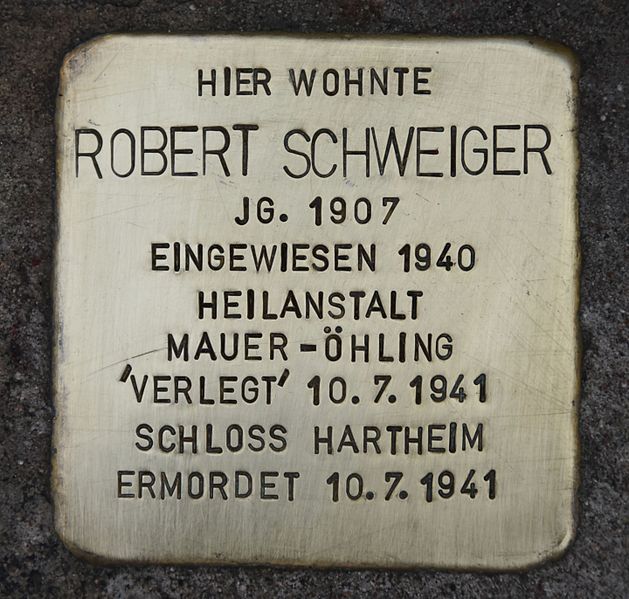 HIER WOHNTE
ROBERT SCHWEIGER
JG. 1907
EINGEWIESEN 1940
HEILANSTALT
MAUER-ÖHLING
'VERLEGT' 10.7.1941
SCHLOSS HARTHEIM
ERMORDET 10.7.1941